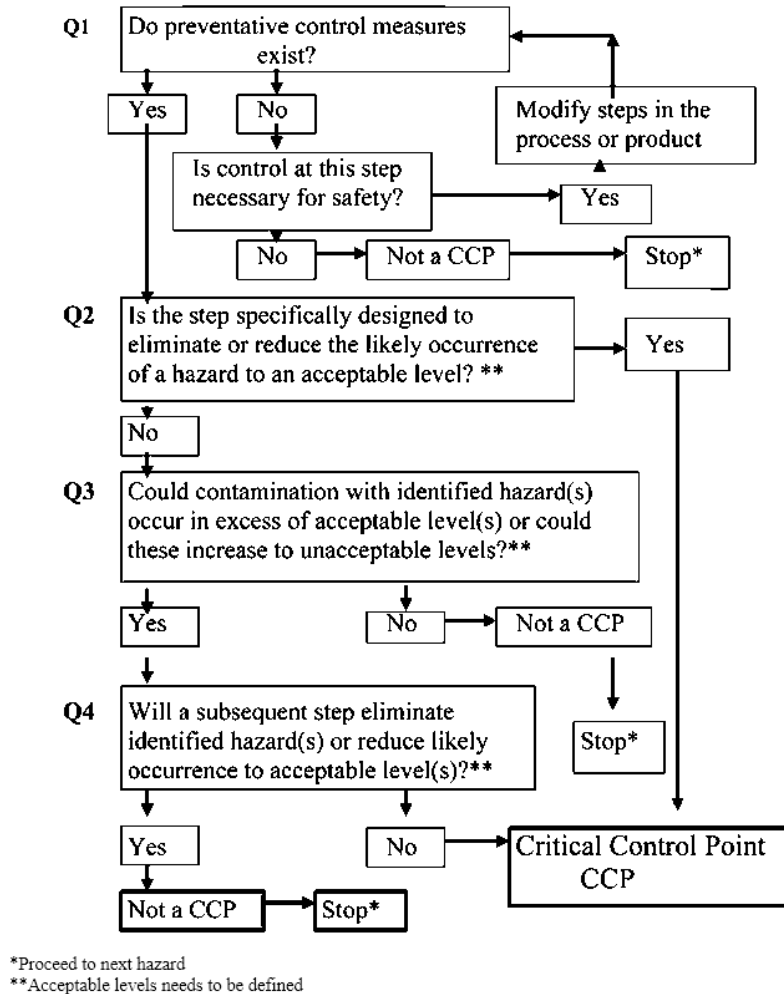 Q1
Do preventative control measures
exist?
Yes
No
Modify steps in the
process or product
Is control at this step
necessary for safety?
Yes
No
Not a CCP
Stop*
Q2
Is the step specifically designed to
eliminate or reduce the likely occurrence
of a hazard to an acceptable level? **
Yes
No
Q3
Could contamination with identified hazard(s)
occur in excess of acceptable level(s) or could
these increase to unacceptable levels?**
Yes
No
Not a CCP
Stop*
Q4
Will a subsequent step eliminate
identified hazard(s) or reduce likely
occurrence to acceptable level(s)?**
Yes
No
Critical Control Point
CCP
Not a CCP
Stop*
*Proceed to next hazard
**Acceptable levels needs to be defined